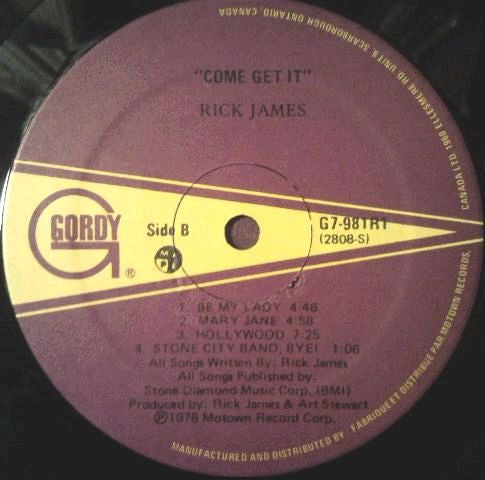 "COME GET IT"
RICK JAMES
GORDY
®
Side B
G7-981R1
(2808-S)
1. BE MY LADY 4:46
2. MARY JANE 4:58
3. HOLLYWOOD 7:25
4. STONE CITY BAND, BYE! 1:06
All Songs Written By: Rick James
All Songs Published by:
Stone Diamond Music Corp. (BMI)
Produced by: Rick James & Art Stewart
Ⓟ1978 Motown Record Corp.
MANUFACTURED AND DISTRIBUTED BY FABRIQUE ET DISTRIBUE PAR MOTOWN RECORDS, CANADA LTD. 1960 ELLESMERE RD UNIT 9, SCARBOROUGH ONTARIO, CANADA